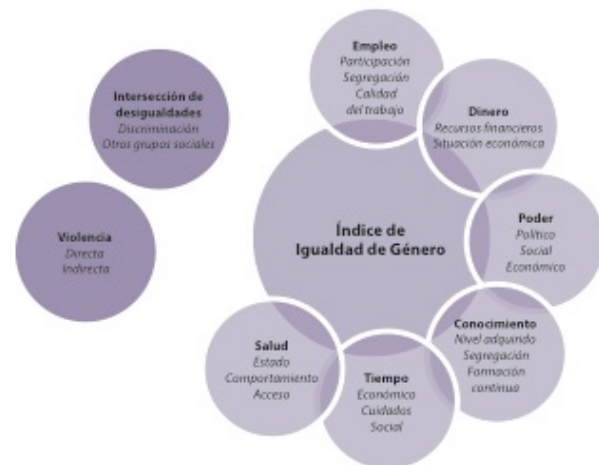 Empleo
Participación
Segregación
Calidad
del trabajo
Intersección de
desigualdades
Discriminación
Otros grupos sociales
Dinero
Recursos financieros
Situación económica
Violencia
Directa
Indirecta
Índice de
Igualdad de Género
Poder
Político
Social
Económico
Conocimiento
Nivel adquirido
Segregación
Formación
continua
Salud
Estado
Comportamiento
Acceso
Tiempo
Económico
Cuidados
Social